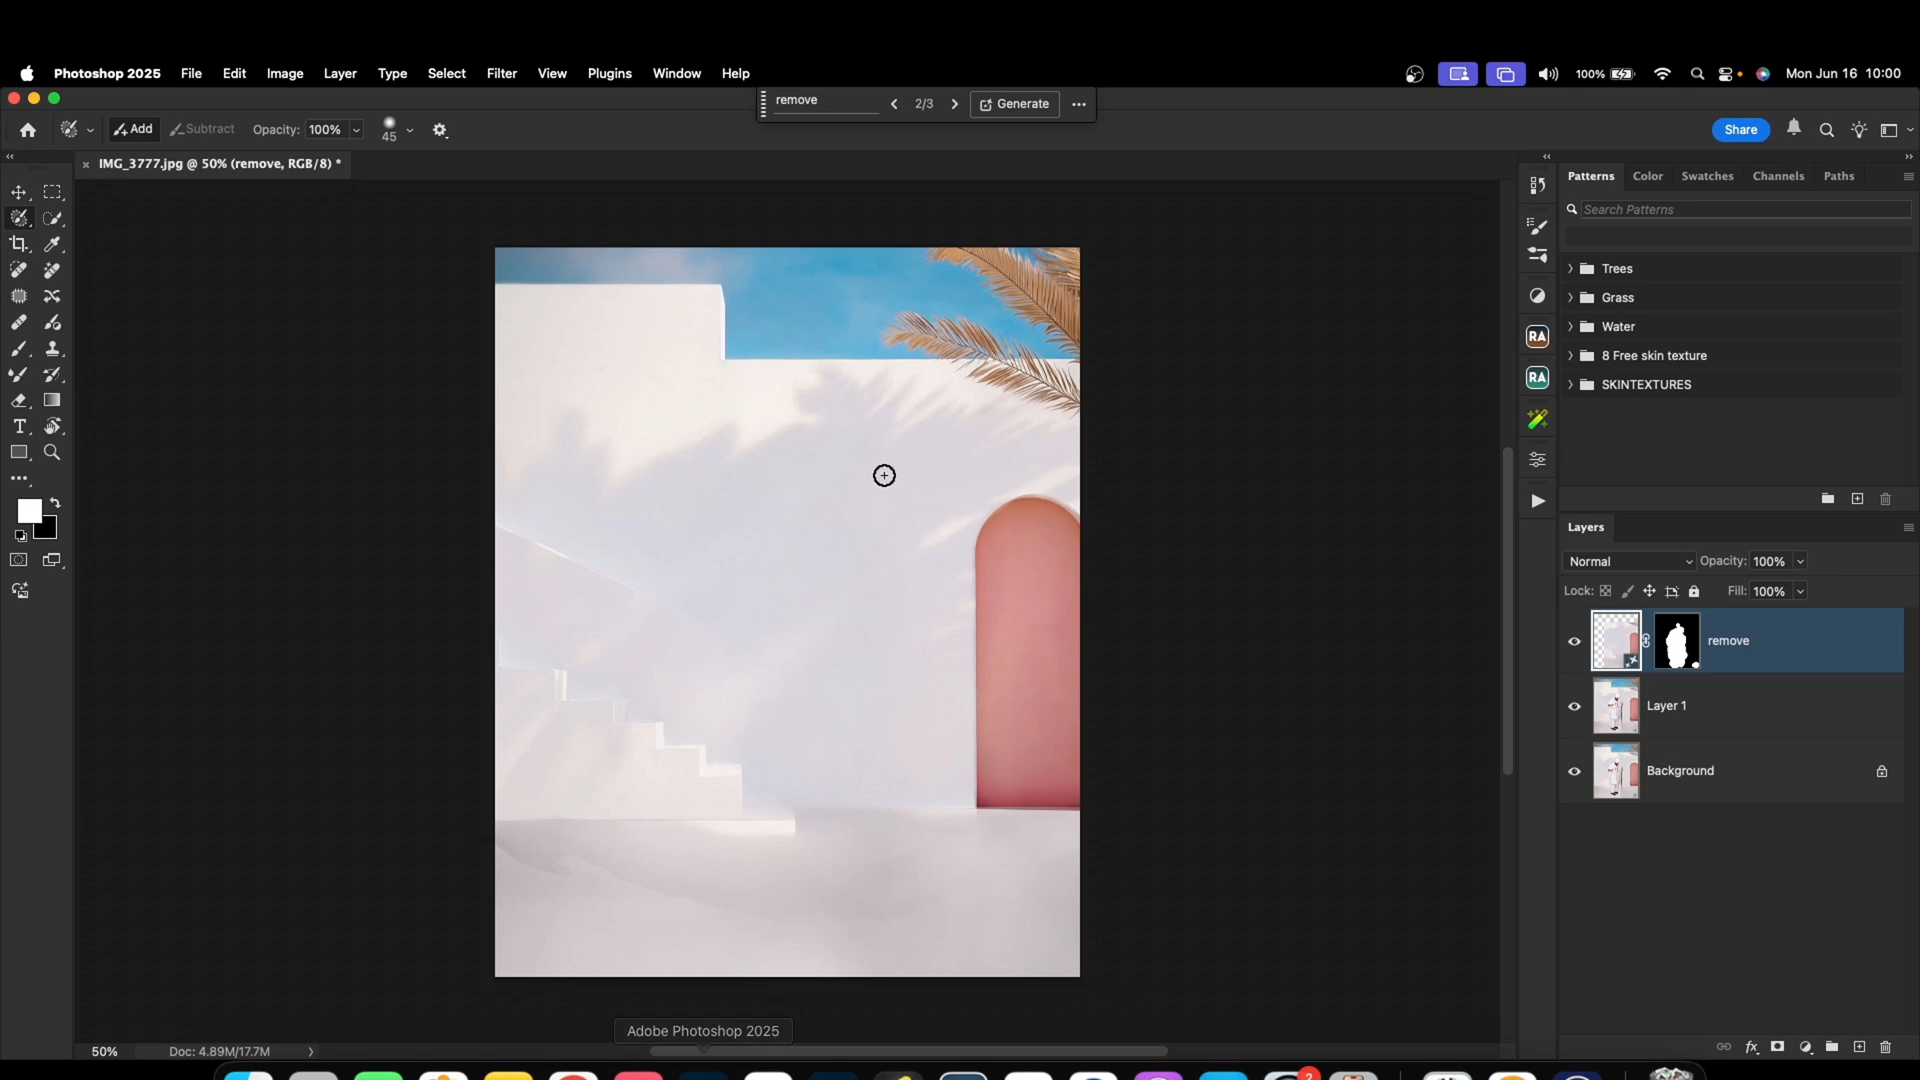 Photoshop 2025 File Edit Image Layer Type Select Filter View Plugins Window Help 100% Mon Jun 16 10:00
remove 2/3 Generate
Add Subtract Opacity: 100% 45 Share
IMG_3777.jpg @ 50% (remove, RGB/8) *
Patterns Color Swatches Channels Paths
Search Patterns
Trees
Grass
Water
8 Free skin texture
SKINTEXTURES
RA
RA
Layers
Normal Opacity: 100%
Lock: Fill: 100%
remove
Layer 1
Background
Adobe Photoshop 2025
50% Doc: 4.89M/17.7M
2